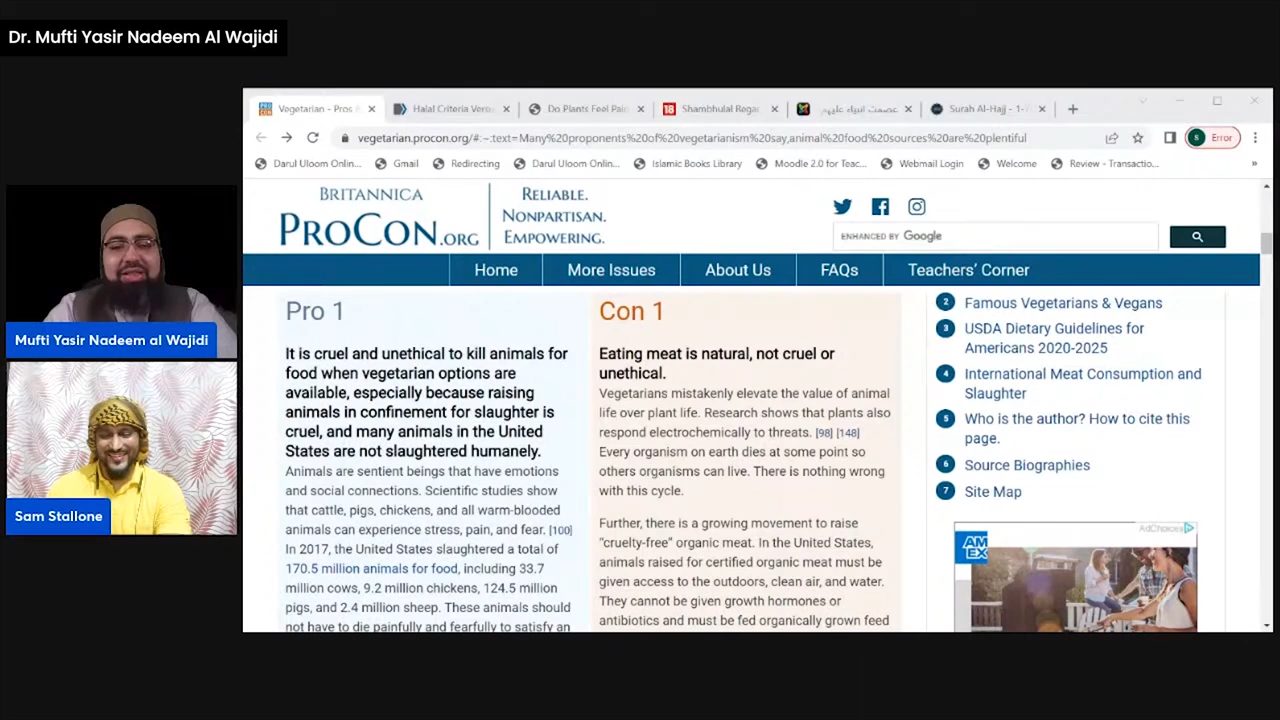 Dr. Mufti Yasir Nadeem Al Wajidi
Vegetarian - Pros
Halal Criteria Vers
Do Plants Feel Pain
18
Shambhulal Regar
عصمت انبیاء علیہم
Surah Al-Hajj - 1-
vegetarian.procon.org/#:~:text=Many%20proponents%20of%20vegetarianism%20say,animal%20food%20sources%20are%20plentiful
S
Error
Darul Uloom Onlin...
Gmail
Redirecting
Darul Uloom Onlin...
Islamic Books Library
Moodle 2.0 for Teac...
Webmail Login
Welcome
Review - Transactio...
BRITANNICA
PROCON.ORG
RELIABLE.
NONPARTISAN.
EMPOWERING.
ENHANCED BY Google
Home
More Issues
About Us
FAQs
Teachers' Corner
Pro 1
It is cruel and unethical to kill animals for
food when vegetarian options are
available, especially because raising
animals in confinement for slaughter is
cruel, and many animals in the United
States are not slaughtered humanely.
Animals are sentient beings that have emotions
and social connections. Scientific studies show
that cattle, pigs, chickens, and all warm-blooded
animals can experience stress, pain, and fear. [100]
In 2017, the United States slaughtered a total of
170.5 million animals for food, including 33.7
million cows, 9.2 million chickens, 124.5 million
pigs, and 2.4 million sheep. These animals should
not have to die painfully and fearfully to satisfy an
Con 1
Eating meat is natural, not cruel or
unethical.
Vegetarians mistakenly elevate the value of animal
life over plant life. Research shows that plants also
respond electrochemically to threats. [98] [148]
Every organism on earth dies at some point so
others organisms can live. There is nothing wrong
with this cycle.
Further, there is a growing movement to raise
"cruelty-free" organic meat. In the United States,
animals raised for certified organic meat must be
given access to the outdoors, clean air, and water.
They cannot be given growth hormones or
antibiotics and must be fed organically grown feed
2 Famous Vegetarians & Vegans
3 USDA Dietary Guidelines for
Americans 2020-2025
4 International Meat Consumption and
Slaughter
5 Who is the author? How to cite this
page.
6 Source Biographies
7 Site Map
AdChoices
AM
EX
Mufti Yasir Nadeem al Wajidi
Sam Stallone